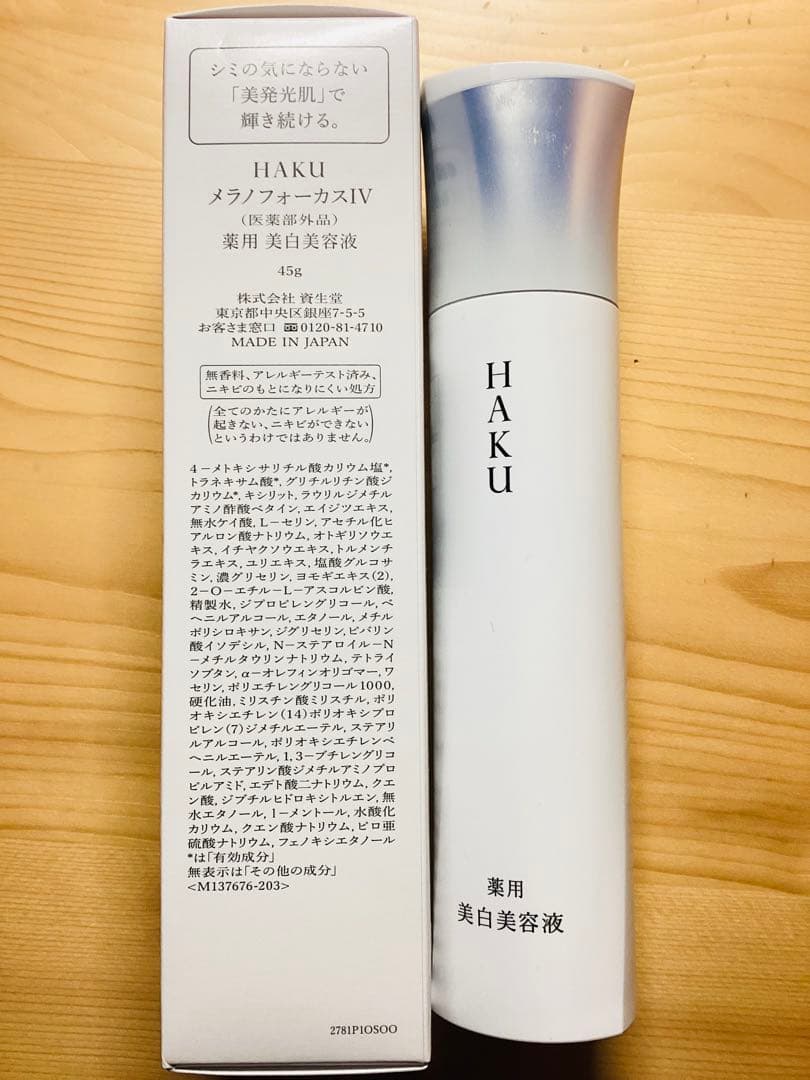 シミの気にならない
「美発光肌」で
輝き続ける。
HAKU
メラノフォーカスIV
(医薬部外品)
薬用 美白美容液
45g
株式会社 資生堂
東京都中央区銀座7-5-5
お客さま窓口 0120-81-4710
MADE IN JAPAN
無香料、アレルギーテスト済み、
ニキビのもとになりにくい処方
(全てのかたにアレルギーが
起きない、ニキビができない
というわけではありません。)
4-メトキシサリチル酸カリウム塩*,
トラネキサム酸*, グリチルリチン酸ジ
カリウム*, キシリット, ラウリルジメチル
アミノ酢酸ベタイン, エイジツエキス,
無水ケイ酸, L-セリン, アセチル化ヒ
アルロン酸ナトリウム, オトギリソウエ
キス, イチヤクソウエキス, トルメンチ
ラエキス, ユリエキス, 塩酸グルコサ
ミン, 濃グリセリン, ヨモギエキス(2),
2-O-エチル-L-アスコルビン酸,
精製水, ジプロピレングリコール, ベ
ヘニルアルコール, エタノール, メチル
ポリシロキサン, ジグリセリン, ピバリン
酸イソデシル, N-ステアロイル-N
-メチルタウリンナトリウム, テトライ
ソブタン, α-オレフィンオリゴマー, ワ
セリン, ポリエチレングリコール1000,
硬化油, ミリスチン酸ミリスチル, ポリ
オキシエチレン(14)ポリオキシプロ
ピレン(7)ジメチルエーテル, ステアリ
ルアルコール, ポリオキシエチレンベ
ヘニルエーテル, 1,3-ブチレングリコ
ール, ステアリン酸ジメチルアミノプロ
ピルアミド, エデト酸二ナトリウム, クエ
ン酸, ジブチルヒドロキシトルエン, 無
水エタノール, l-メントール, 水酸化
カリウム, クエン酸ナトリウム, ピロ亜
硫酸ナトリウム, フェノキシエタノール
*は「有効成分」
無表示は「その他の成分」
<M137676-203>
2781P1OSOO
HAKU
薬用
美白美容液